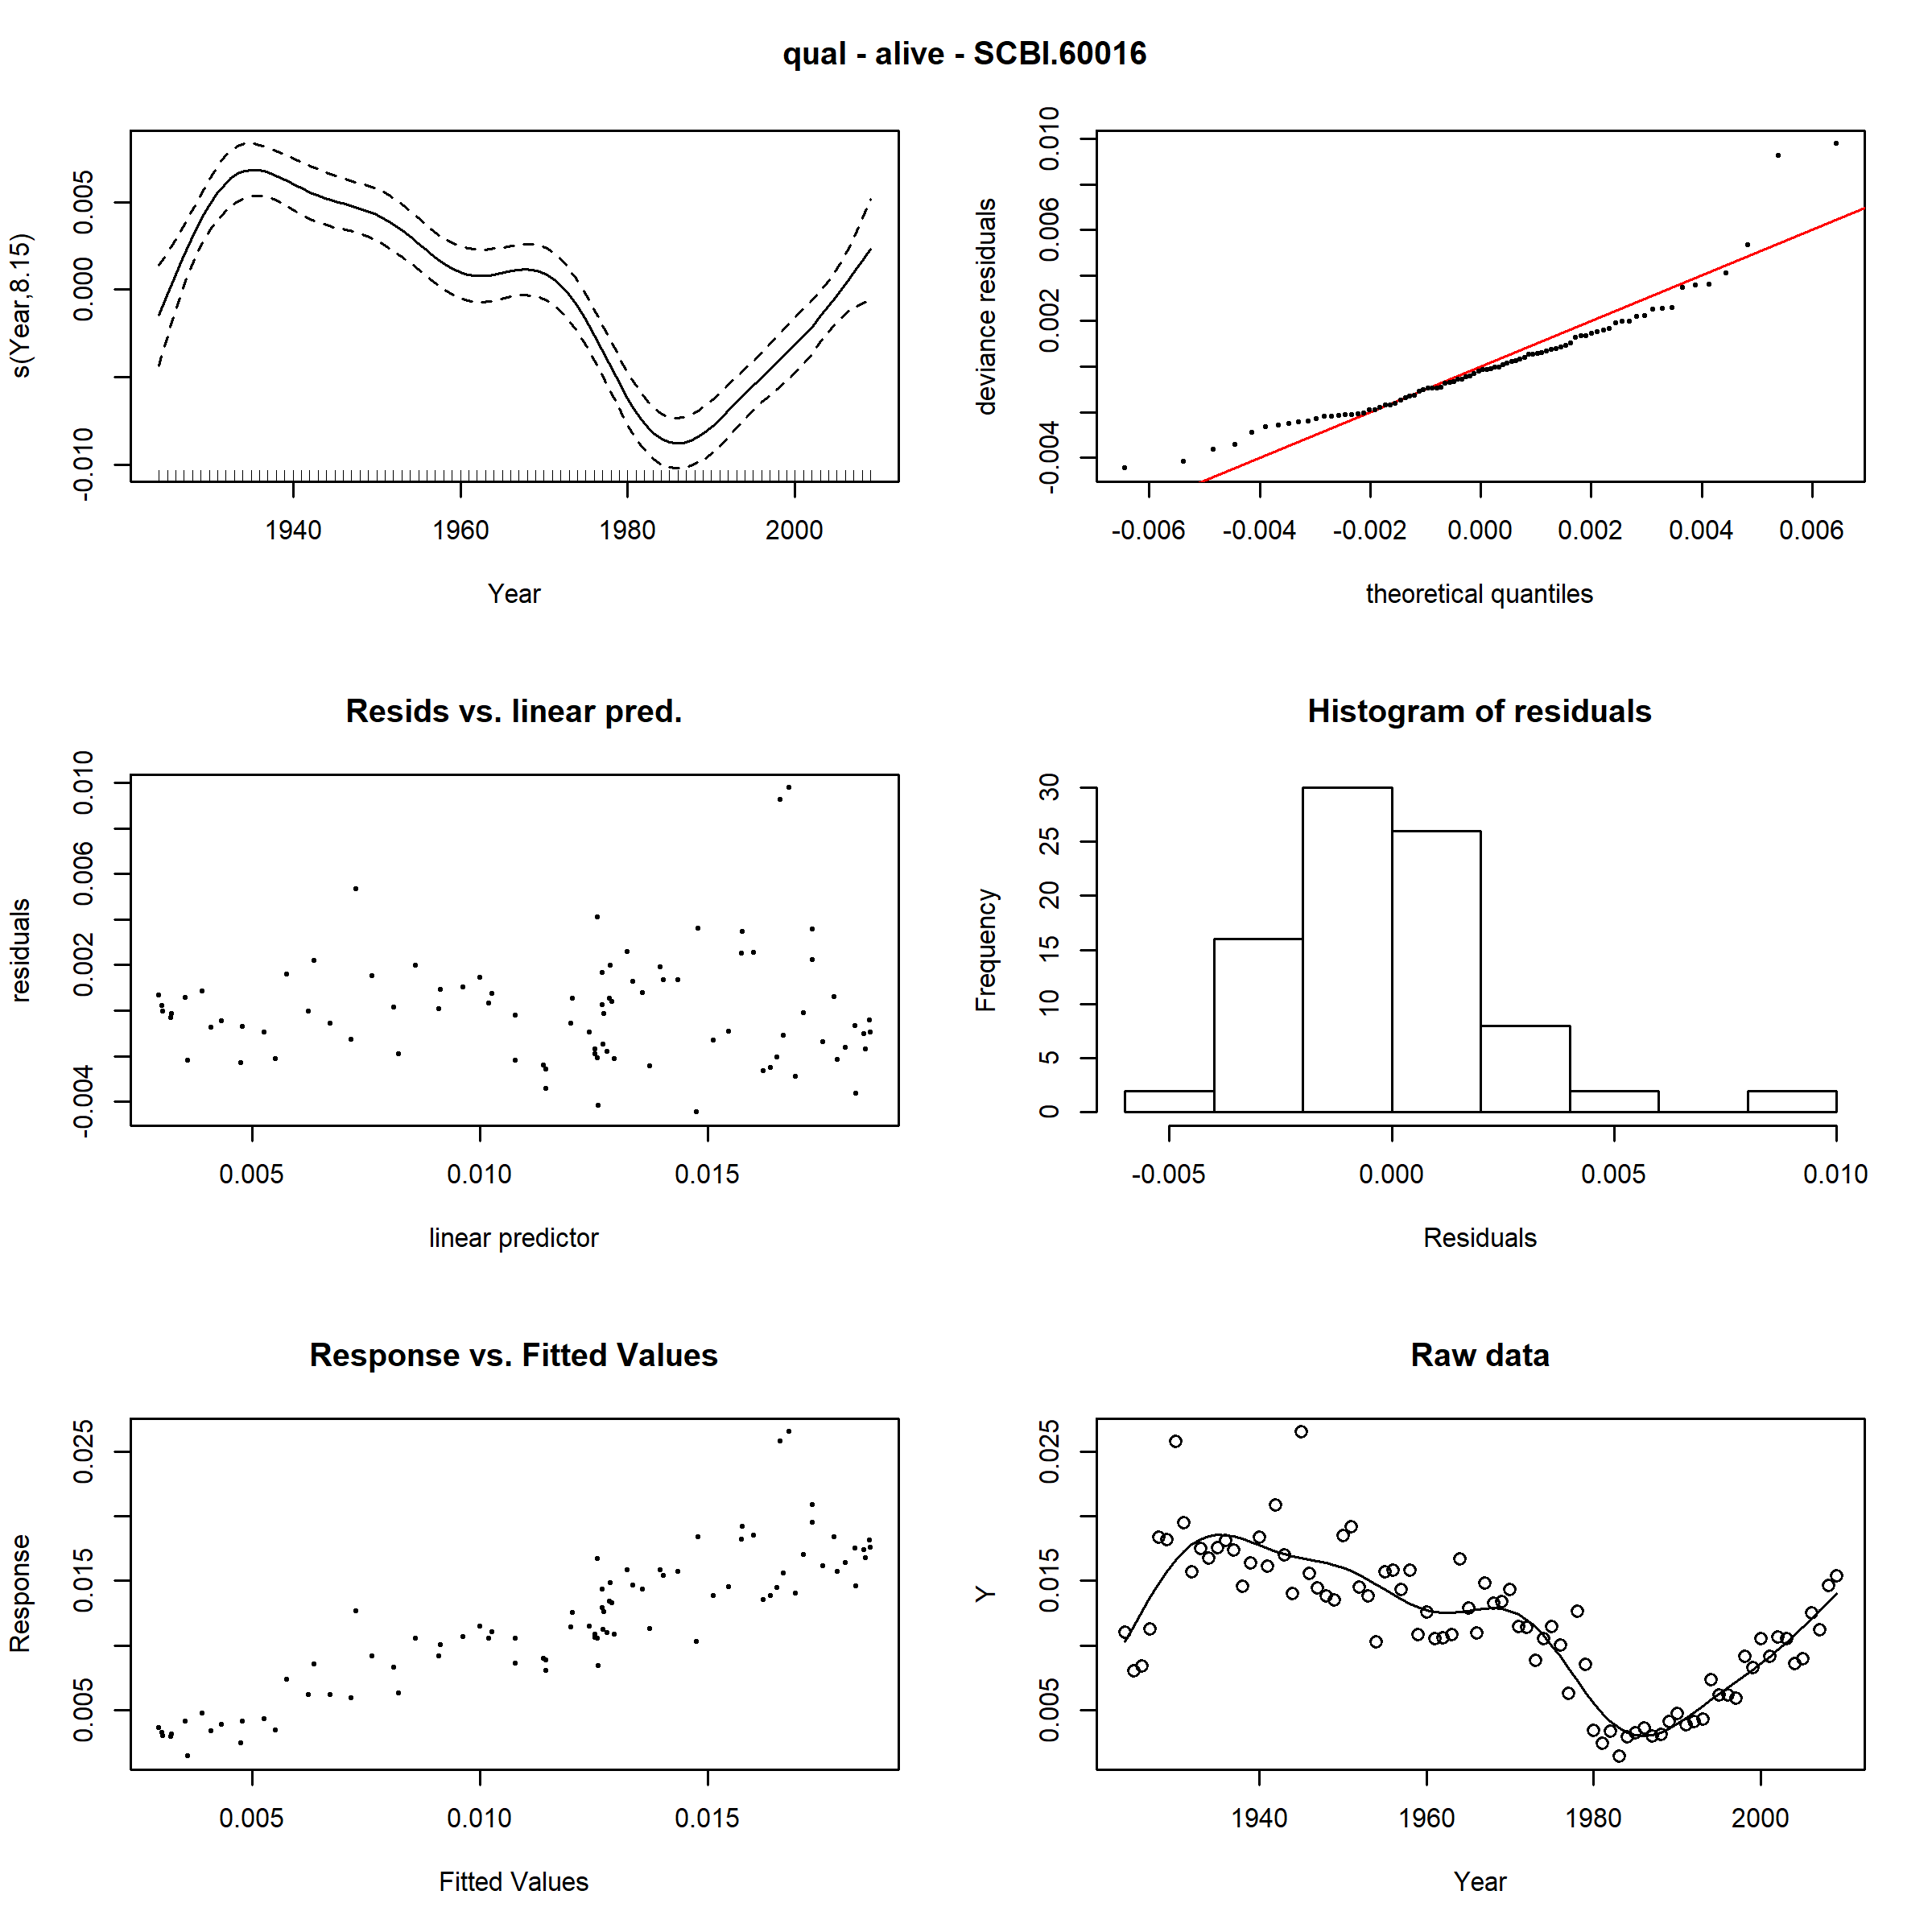 qual - alive - SCBI.60016
s(Year,8.15)
0.005
0.000
-0.010
1940 1960 1980 2000
Year
deviance residuals
0.010
0.006
0.002
-0.004
-0.006 -0.004 -0.002 0.000 0.002 0.004 0.006
theoretical quantiles
Resids vs. linear pred.
residuals
0.010
0.006
0.002
-0.004
0.005 0.010 0.015
linear predictor
Histogram of residuals
Frequency
30
25
20
15
10
5
0
-0.005 0.000 0.005 0.010
Residuals
Response vs. Fitted Values
Response
0.025
0.015
0.005
0.005 0.010 0.015
Fitted Values
Raw data
Y
0.025
0.015
0.005
1940 1960 1980 2000
Year